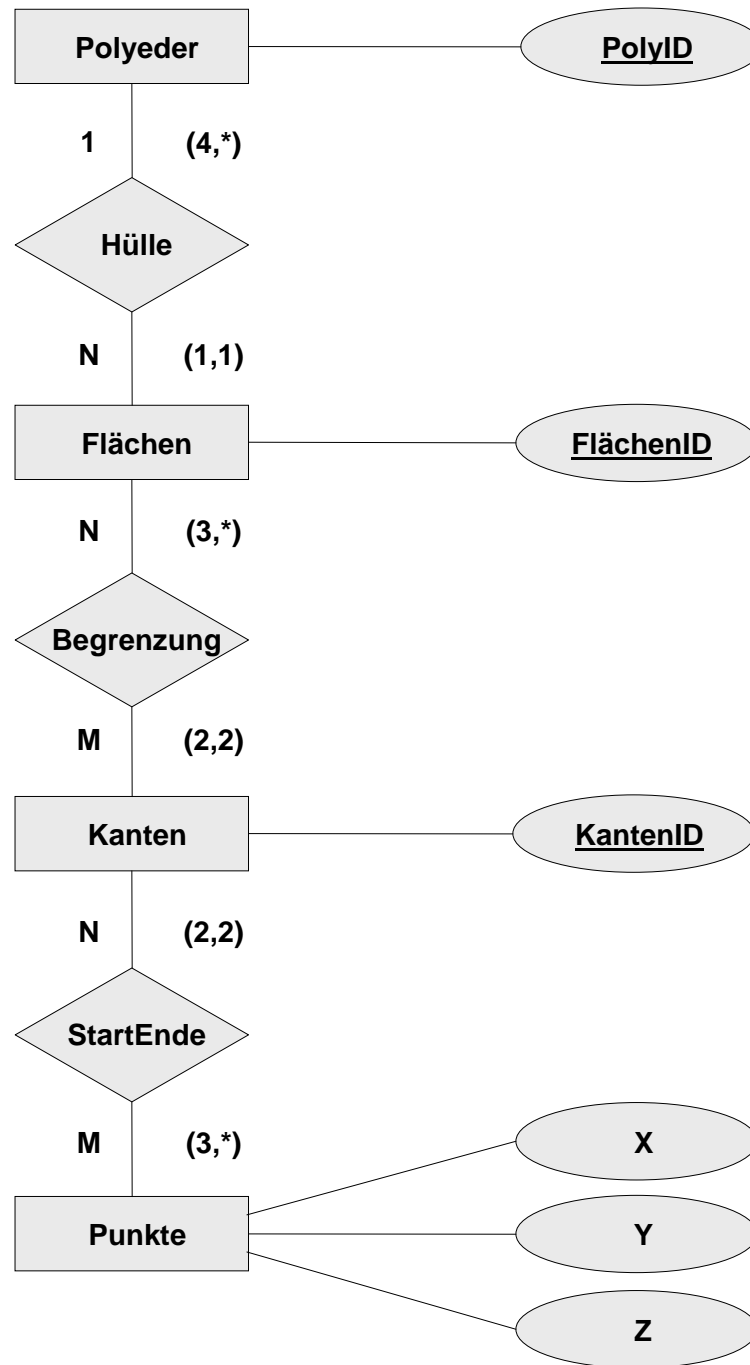 Polyeder
PolyID
1
(4,*)
Hülle
N
(1,1)
Flächen
FlächenID
N
(3,*)
Begrenzung
M
(2,2)
Kanten
KantenID
N
(2,2)
StartEnde
M
(3,*)
X
Punkte
Y
Z